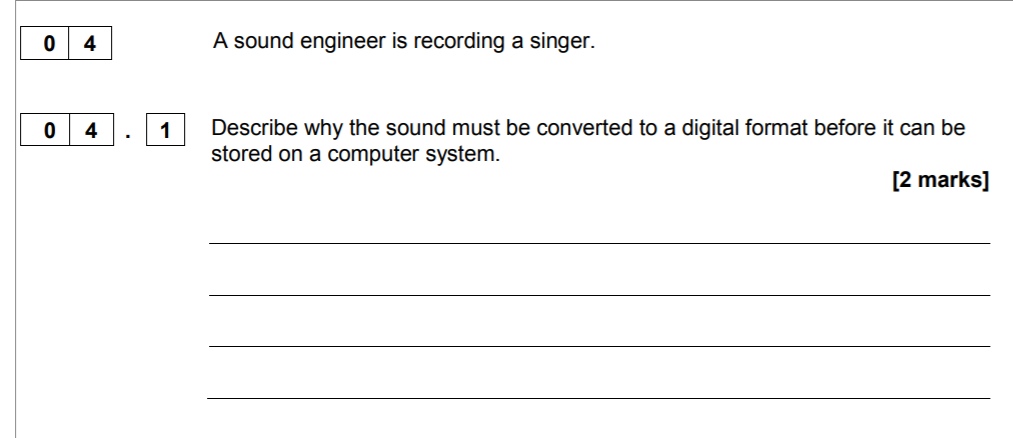 0 4 A sound engineer is recording a singer.
0 4 . 1 Describe why the sound must be converted to a digital format before it can be
stored on a computer system.
[2 marks]